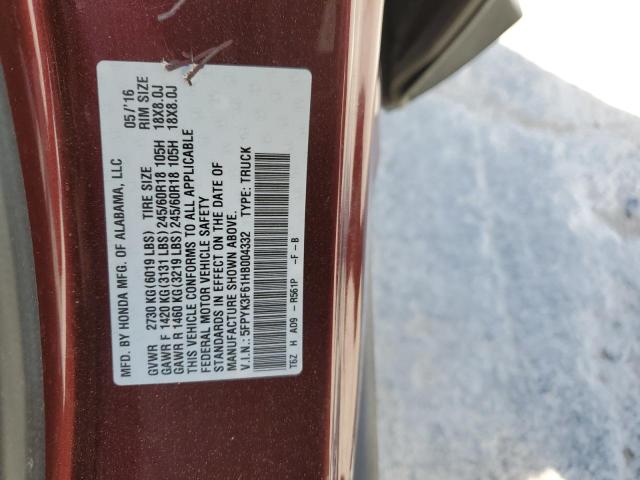 MFD. BY HONDA MFG. OF ALABAMA, LLC 05/'16
GVWR 2730 KG (6019 LBS) TIRE SIZE RIM SIZE
GAWR F 1420 KG (3131 LBS) 245/60R18 105H 18X8.0J
GAWR R 1460 KG (3219 LBS) 245/60R18 105H 18X8.0J
THIS VEHICLE CONFORMS TO ALL APPLICABLE
FEDERAL MOTOR VEHICLE SAFETY
STANDARDS IN EFFECT ON THE DATE OF
MANUFACTURE SHOWN ABOVE.
V.I.N.: 5FPYK3F61HB004332 TYPE: TRUCK
T6Z H A09 - R561P -F -B